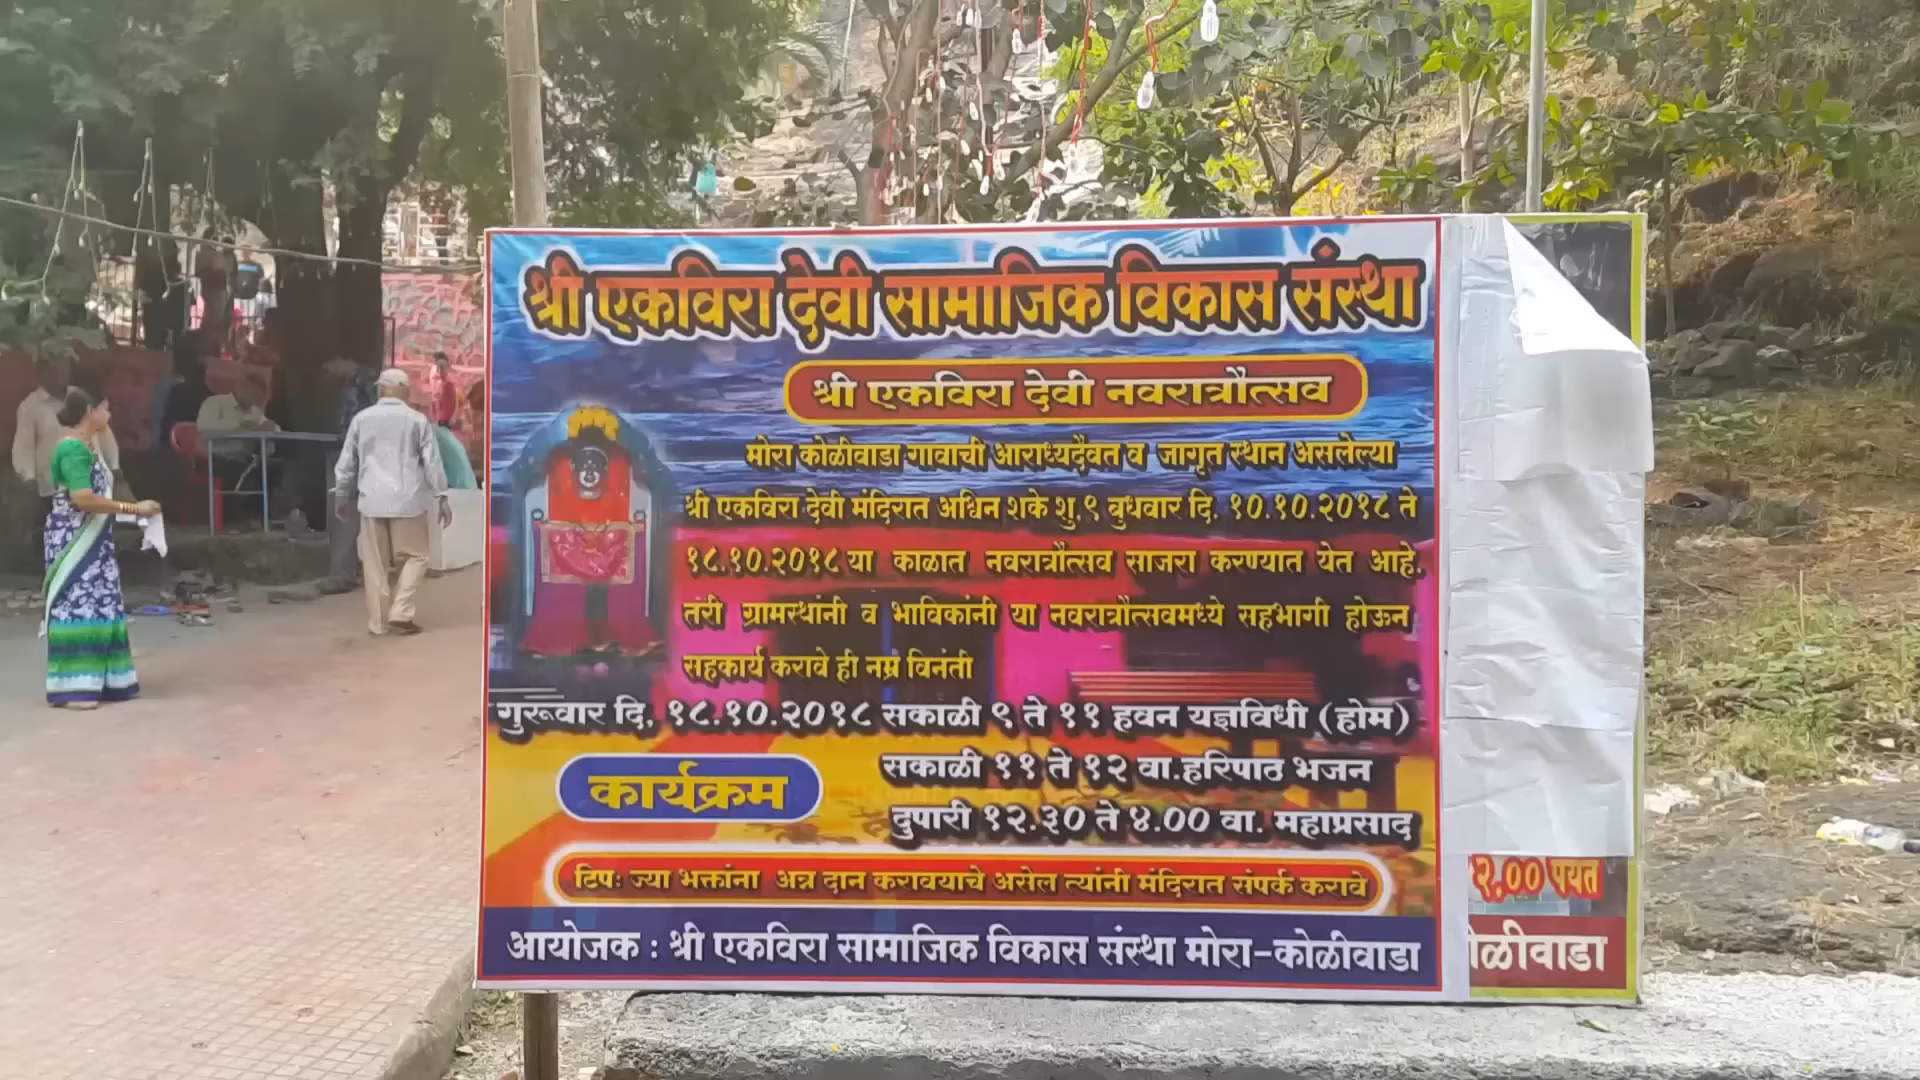 श्री एकविरा देवी सामाजिक विकास संस्था
श्री एकविरा देवी नवरात्रौत्सव
मोरा कोळीवाडा गावाची आराध्यदैवत व जागृत स्थान असलेल्या
श्री एकविरा देवी मंदिरात अश्विन शके शु.९ बुधवार दि. १०.१०.२०१८ ते
१८.१०.२०१८ या काळात नवरात्रौत्सव साजरा करण्यात येत आहे.
तरी ग्रामस्थांनी व भाविकांनी या नवरात्रौत्सवमध्ये सहभागी होऊन
सहकार्य करावे ही नम्रं विनंती
गुरूवार दि. १८.१०.२०१८ सकाळी ९ ते ११ हवन यज्ञविधी (होम)
कार्यक्रम
सकाळी ११ ते १२ वा.हरिपाठ भजन
दुपारी १२.३० ते ४.00 वा. महाप्रसाद
टिपः ज्या भक्तांना अन्न दान करावयाचे असेल त्यांनी मंदिरात संपर्क करावे
आयोजक : श्री एकविरा सामाजिक विकास संस्था मोरा-कोळीवाडा
२.०० पयंत
ळीवाडा